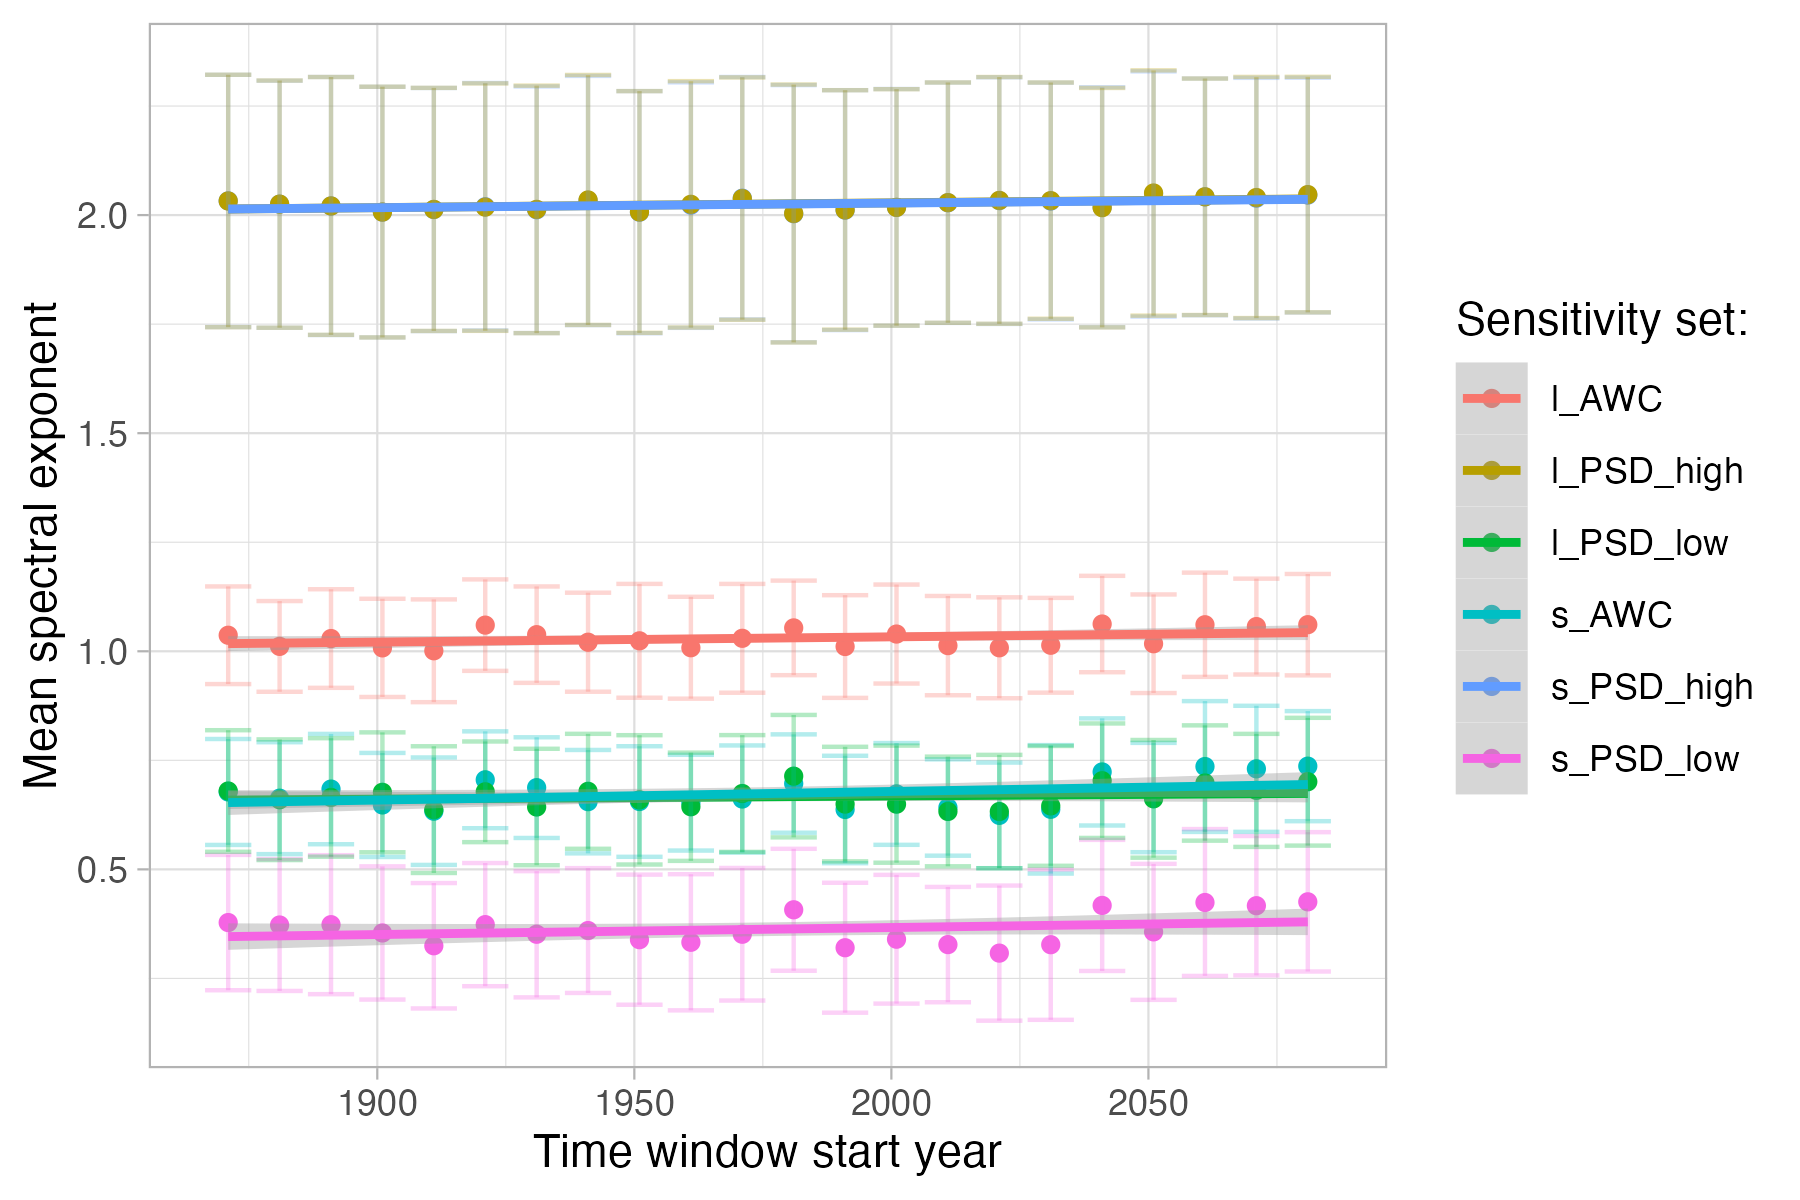 2.0
1.5
1.0
0.5
1900 1950 2000 2050
Time window start year
Mean spectral exponent
Sensitivity set:
l_AWC
l_PSD_high
l_PSD_low
s_AWC
s_PSD_high
s_PSD_low